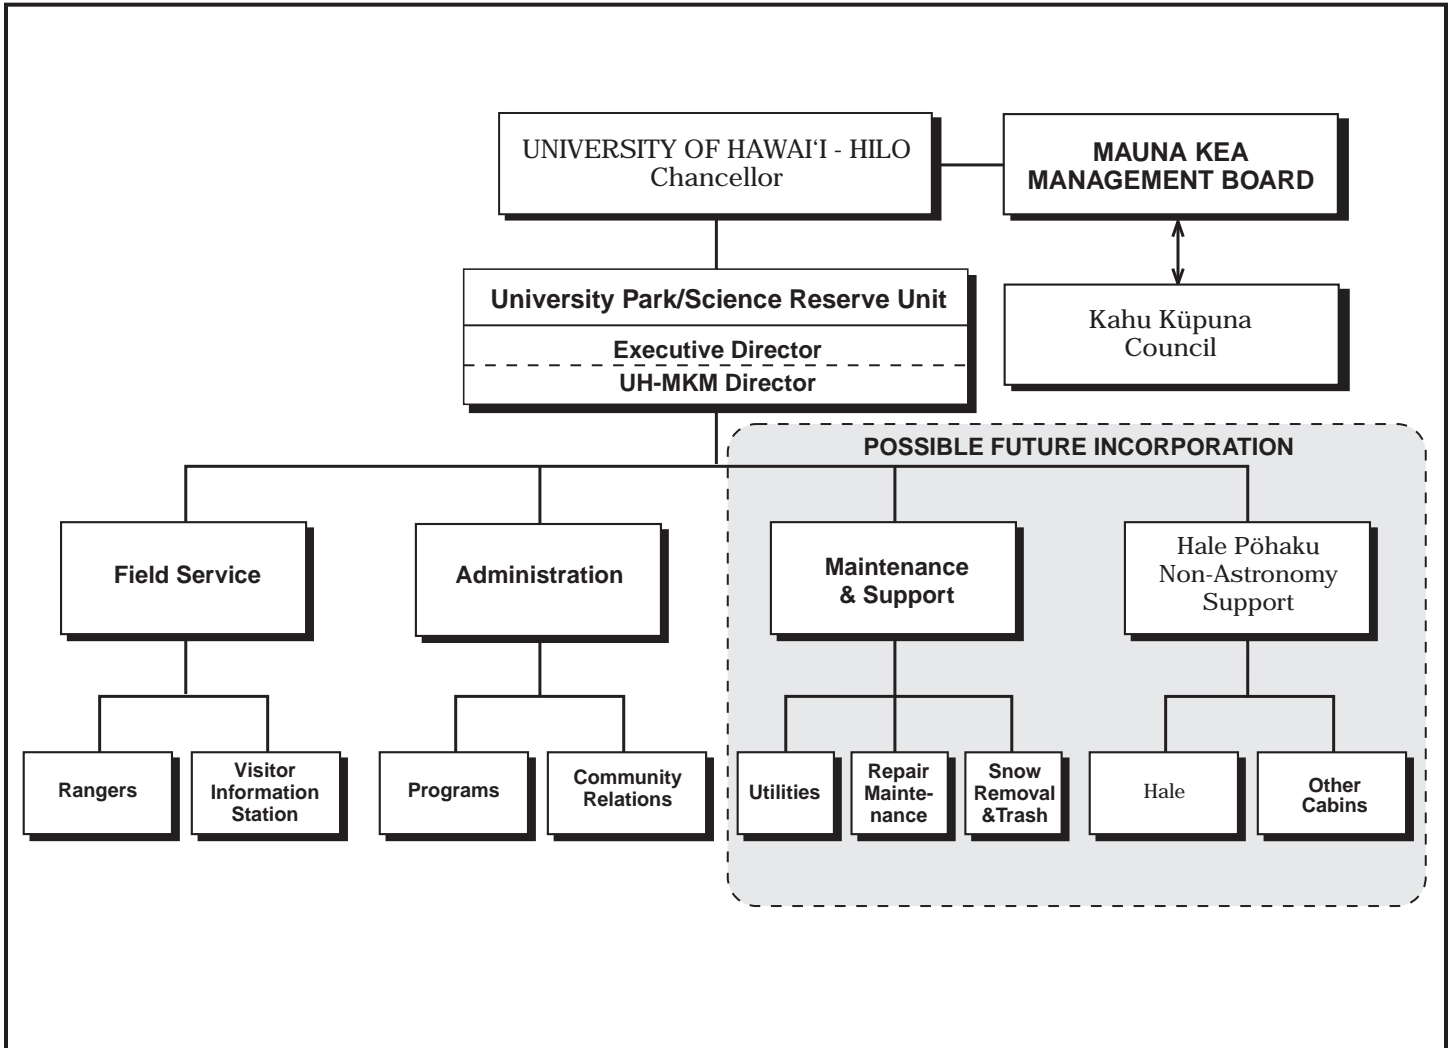 UNIVERSITY OF HAWAI‘I - HILO
Chancellor
MAUNA KEA
MANAGEMENT BOARD
University Park/Science Reserve Unit
Executive Director
UH-MKM Director
Kahu Küpuna
Council
POSSIBLE FUTURE INCORPORATION
Field Service
Administration
Maintenance
& Support
Hale Pöhaku
Non-Astronomy
Support
Rangers
Visitor
Information
Station
Programs
Community
Relations
Utilities
Repair
Mainte-
nance
Snow
Removal
&Trash
Hale
Other
Cabins